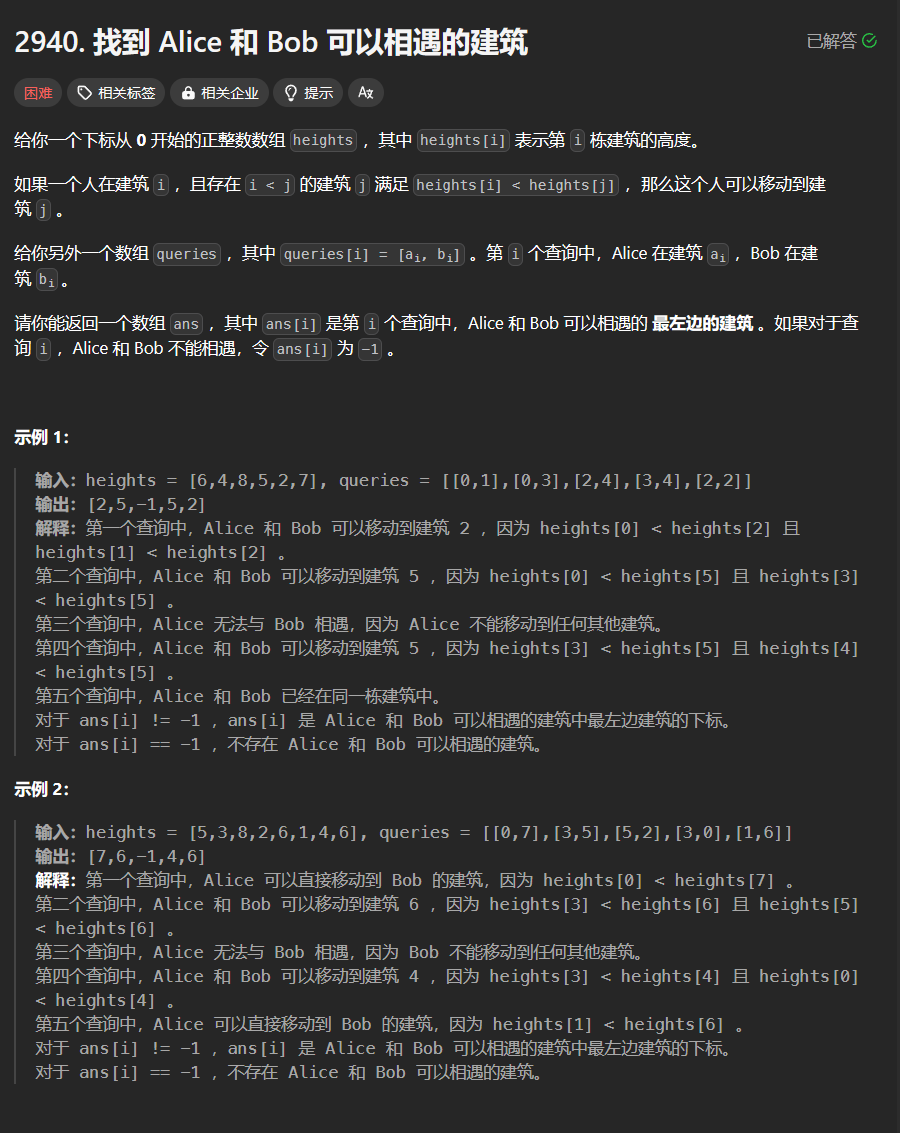 2940. 找到 Alice 和 Bob 可以相遇的建筑
已解答
困难 相关标签 相关企业 提示
给你一个下标从 0 开始的正整数数组 heights ，其中 heights[i] 表示第 i 栋建筑的高度。
如果一个人在建筑 i ，且存在 i < j 的建筑 j 满足 heights[i] < heights[j] ，那么这个人可以移动到建
筑 j 。
给你另外一个数组 queries ，其中 queries[i] = [ai, bi] 。第 i 个查询中，Alice 在建筑 ai ，Bob 在建
筑 bi 。
请你能返回一个数组 ans ，其中 ans[i] 是第 i 个查询中，Alice 和 Bob 可以相遇的 最左边的建筑 。如果对于查
询 i ，Alice 和 Bob 不能相遇，令 ans[i] 为 -1 。
示例 1：
输入：heights = [6,4,8,5,2,7], queries = [[0,1],[0,3],[2,4],[3,4],[2,2]]
输出：[2,5,-1,5,2]
解释：第一个查询中，Alice 和 Bob 可以移动到建筑 2 ，因为 heights[0] < heights[2] 且
heights[1] < heights[2] 。
第二个查询中，Alice 和 Bob 可以移动到建筑 5 ，因为 heights[0] < heights[5] 且 heights[3]
< heights[5] 。
第三个查询中，Alice 无法与 Bob 相遇，因为 Alice 不能移动到任何其他建筑。
第四个查询中，Alice 和 Bob 可以移动到建筑 5 ，因为 heights[3] < heights[5] 且 heights[4]
< heights[5] 。
第五个查询中，Alice 和 Bob 已经在同一栋建筑中。
对于 ans[i] != -1 ，ans[i] 是 Alice 和 Bob 可以相遇的建筑中最左边建筑的下标。
对于 ans[i] == -1 ，不存在 Alice 和 Bob 可以相遇的建筑。
示例 2：
输入：heights = [5,3,8,2,6,1,4,6], queries = [[0,7],[3,5],[5,2],[3,0],[1,6]]
输出：[7,6,-1,4,6]
解释：第一个查询中，Alice 可以直接移动到 Bob 的建筑，因为 heights[0] < heights[7] 。
第二个查询中，Alice 和 Bob 可以移动到建筑 6 ，因为 heights[3] < heights[6] 且 heights[5]
< heights[6] 。
第三个查询中，Alice 无法与 Bob 相遇，因为 Bob 不能移动到任何其他建筑。
第四个查询中，Alice 和 Bob 可以移动到建筑 4 ，因为 heights[3] < heights[4] 且 heights[0]
< heights[4] 。
第五个查询中，Alice 可以直接移动到 Bob 的建筑，因为 heights[1] < heights[6] 。
对于 ans[i] != -1 ，ans[i] 是 Alice 和 Bob 可以相遇的建筑中最左边建筑的下标。
对于 ans[i] == -1 ，不存在 Alice 和 Bob 可以相遇的建筑。